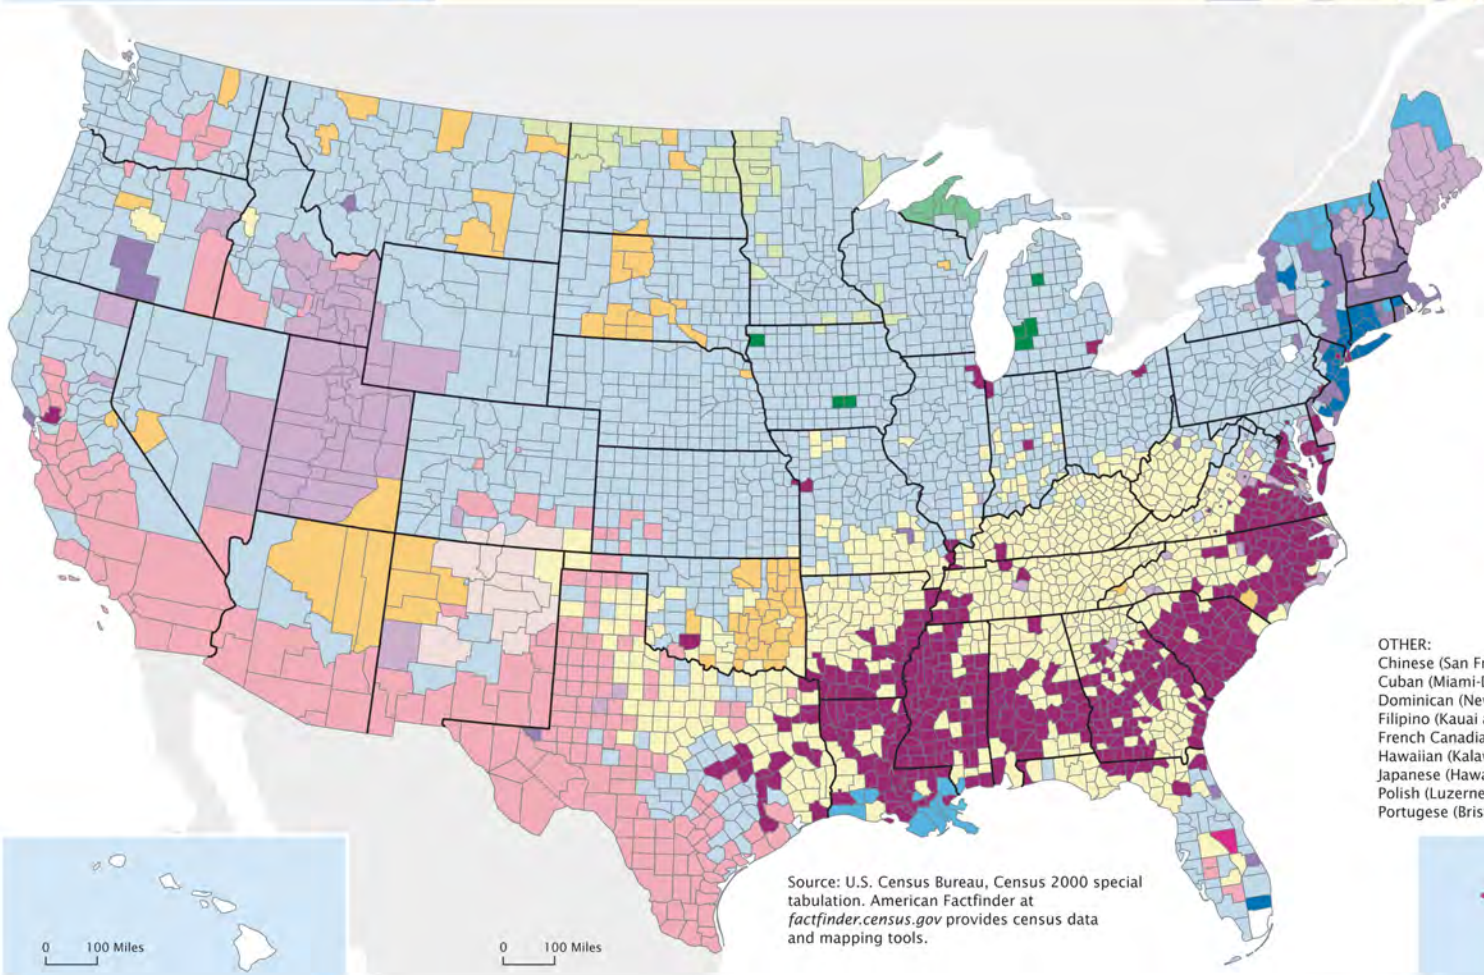 OTHER:
Chinese (San Fr
Cuban (Miami-
Dominican (Ne
Filipino (Kauai
French Canadia
Hawaiian (Kala
Japanese (Hawa
Polish (Luzerne
Portugese (Bris
Source: U.S. Census Bureau, Census 2000 special
tabulation. American Factfinder at
factfinder.census.gov provides census data
and mapping tools.
0 100 Miles
0 100 Miles